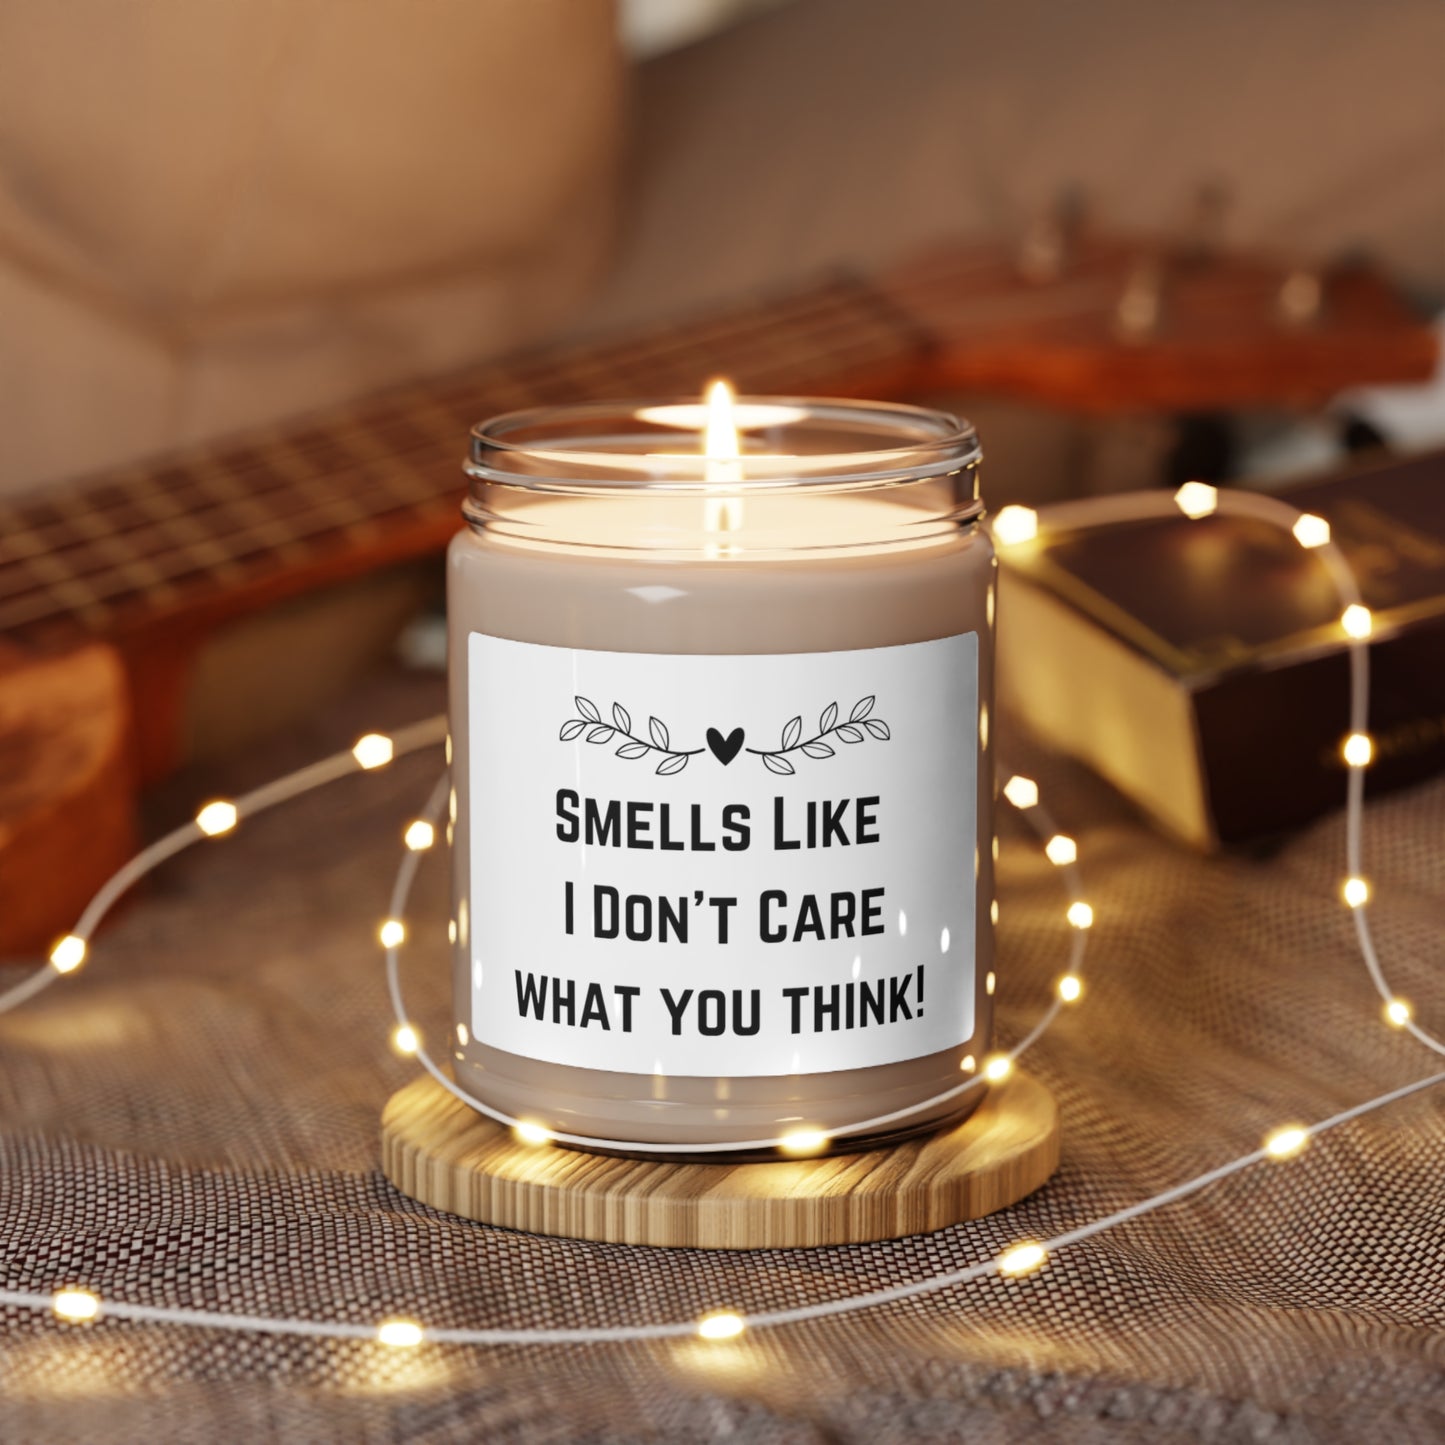 Smells Like
I Don't Care
what you think!